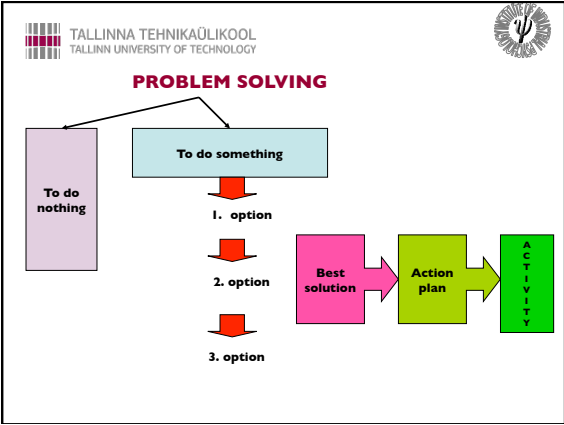 TALLINNA TEHNIKAÜLIKOOL
TALLINN UNIVERSITY OF TECHNOLOGY
PROBLEM SOLVING
To do
nothing
To do something
1. option
2. option
3. option
Best
solution
Action
plan
A
C
T
I
V
I
T
Y